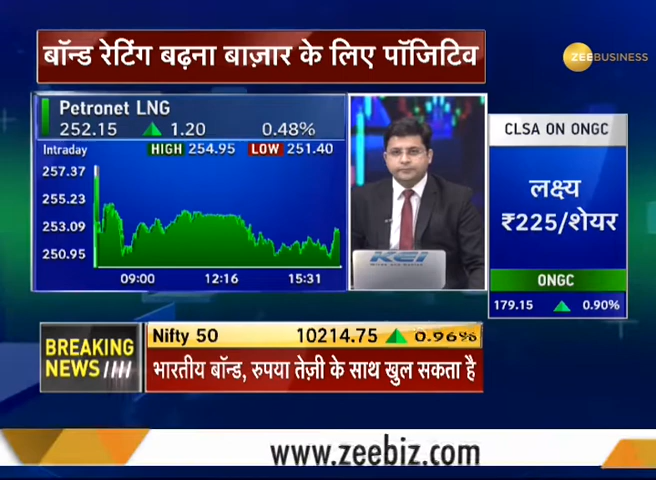 बॉन्ड रेटिंग बढ़ना बाज़ार के लिए पॉजिटिव
ZEEBUSINESS
Petronet LNG
252.15 1.20 0.48%
Intraday HIGH 254.95 LOW 251.40
257.37
255.23
253.09
250.95
09:00 12:16 15:31
KEI
CLSA ON ONGC
लक्ष्य
₹225/शेयर
ONGC
179.15 0.90%
BREAKING
NEWS ////
Nifty 50 10214.75 0.96%
भारतीय बॉन्ड, रुपया तेज़ी के साथ खुल सकता है
www.zeebiz.com